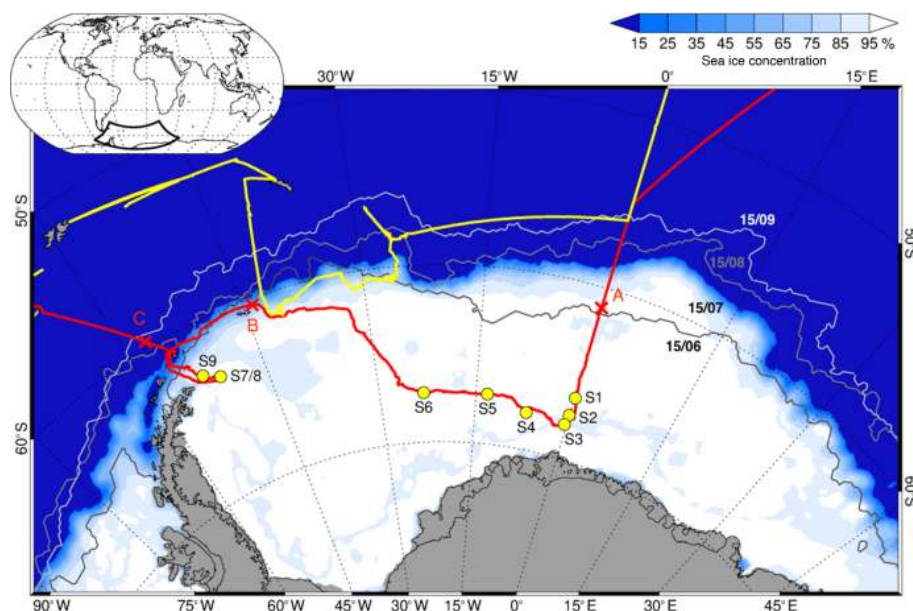 15 25 35 45 55 65 75 85 95 %
Sea ice concentration
30°W 15°W 0° 15°E
50°S
50°S
15/09
15/08
15/07
15/06
A
B
C
S9
S7/8
S6
S5
S4
S1
S2
S3
60°S
60°S
90°W 75°W 60°W 45°W 30°W 15°W 0° 15°E 30°E 45°E 60°E